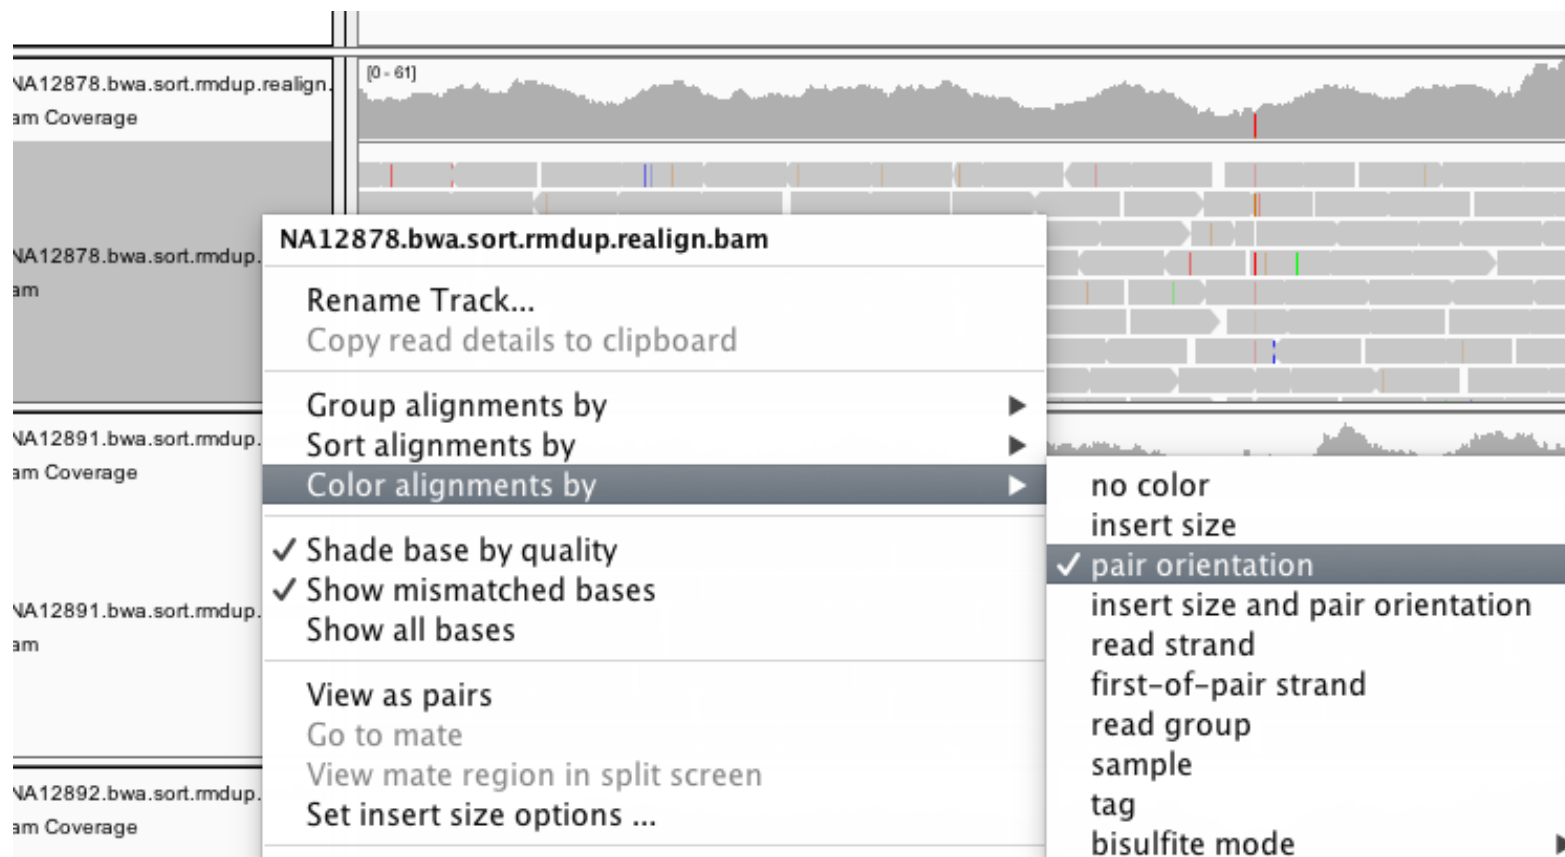 [0 - 61]
NA12878.bwa.sort.rmdup.realign.
am Coverage
NA12878.bwa.sort.rmdup.
am
NA12878.bwa.sort.rmdup.realign.bam
Rename Track...
Copy read details to clipboard
Group alignments by
Sort alignments by
Color alignments by
✓ Shade base by quality
✓ Show mismatched bases
Show all bases
View as pairs
Go to mate
View mate region in split screen
Set insert size options ...
no color
insert size
✓ pair orientation
insert size and pair orientation
read strand
first-of-pair strand
read group
sample
tag
bisulfite mode
NA12891.bwa.sort.rmdup.
am Coverage
NA12891.bwa.sort.rmdup.
am
NA12892.bwa.sort.rmdup.
am Coverage